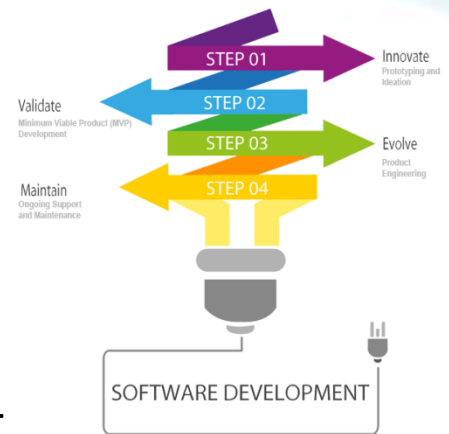 STEP 01
Innovate
Prototyping and
Ideation
STEP 02
Validate
Minimum Viable Product (MVP)
Development
STEP 03
Evolve
Product
Engineering
STEP 04
Maintain
Ongoing Support
and Maintenance
SOFTWARE DEVELOPMENT